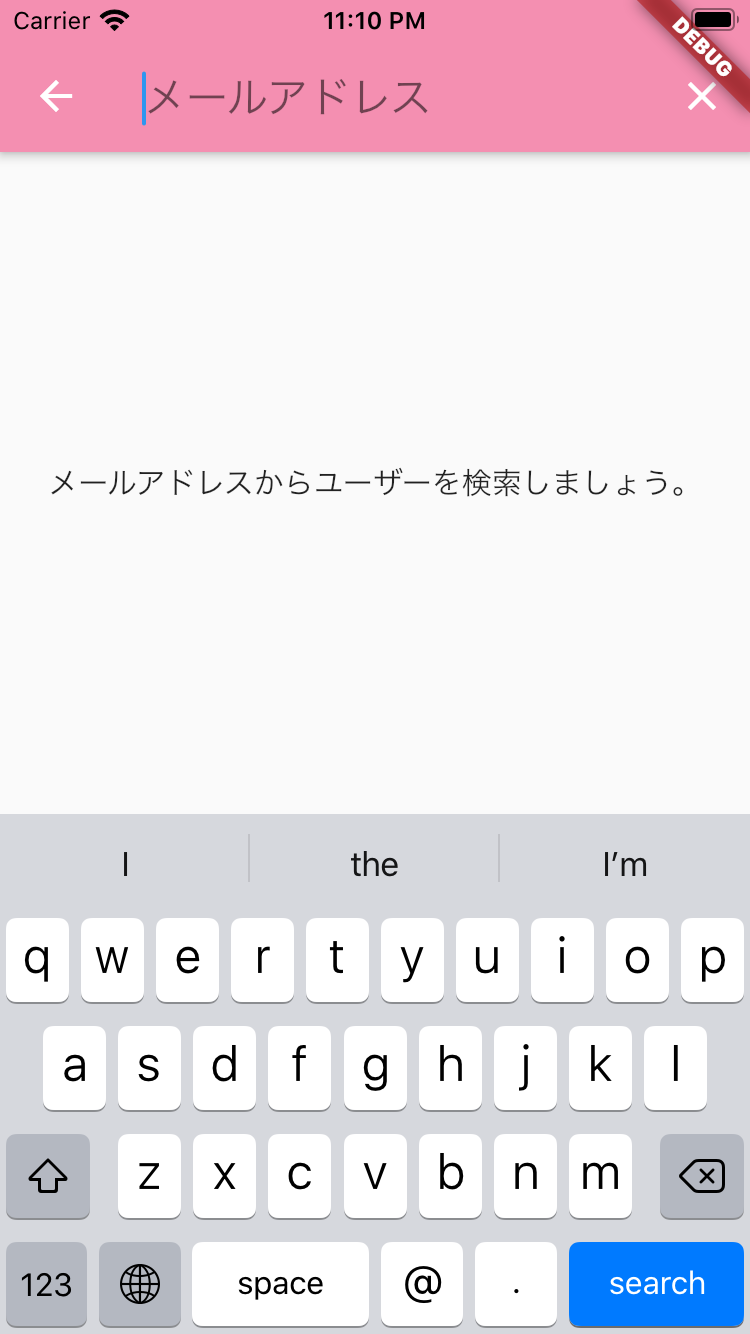 Carrier 11:10 PM
DEBUG
メールアドレス
メールアドレスからユーザーを検索しましょう。
I the I'm
q w e r t y u i o p
a s d f g h j k l
z x c v b n m
123 space @ . search